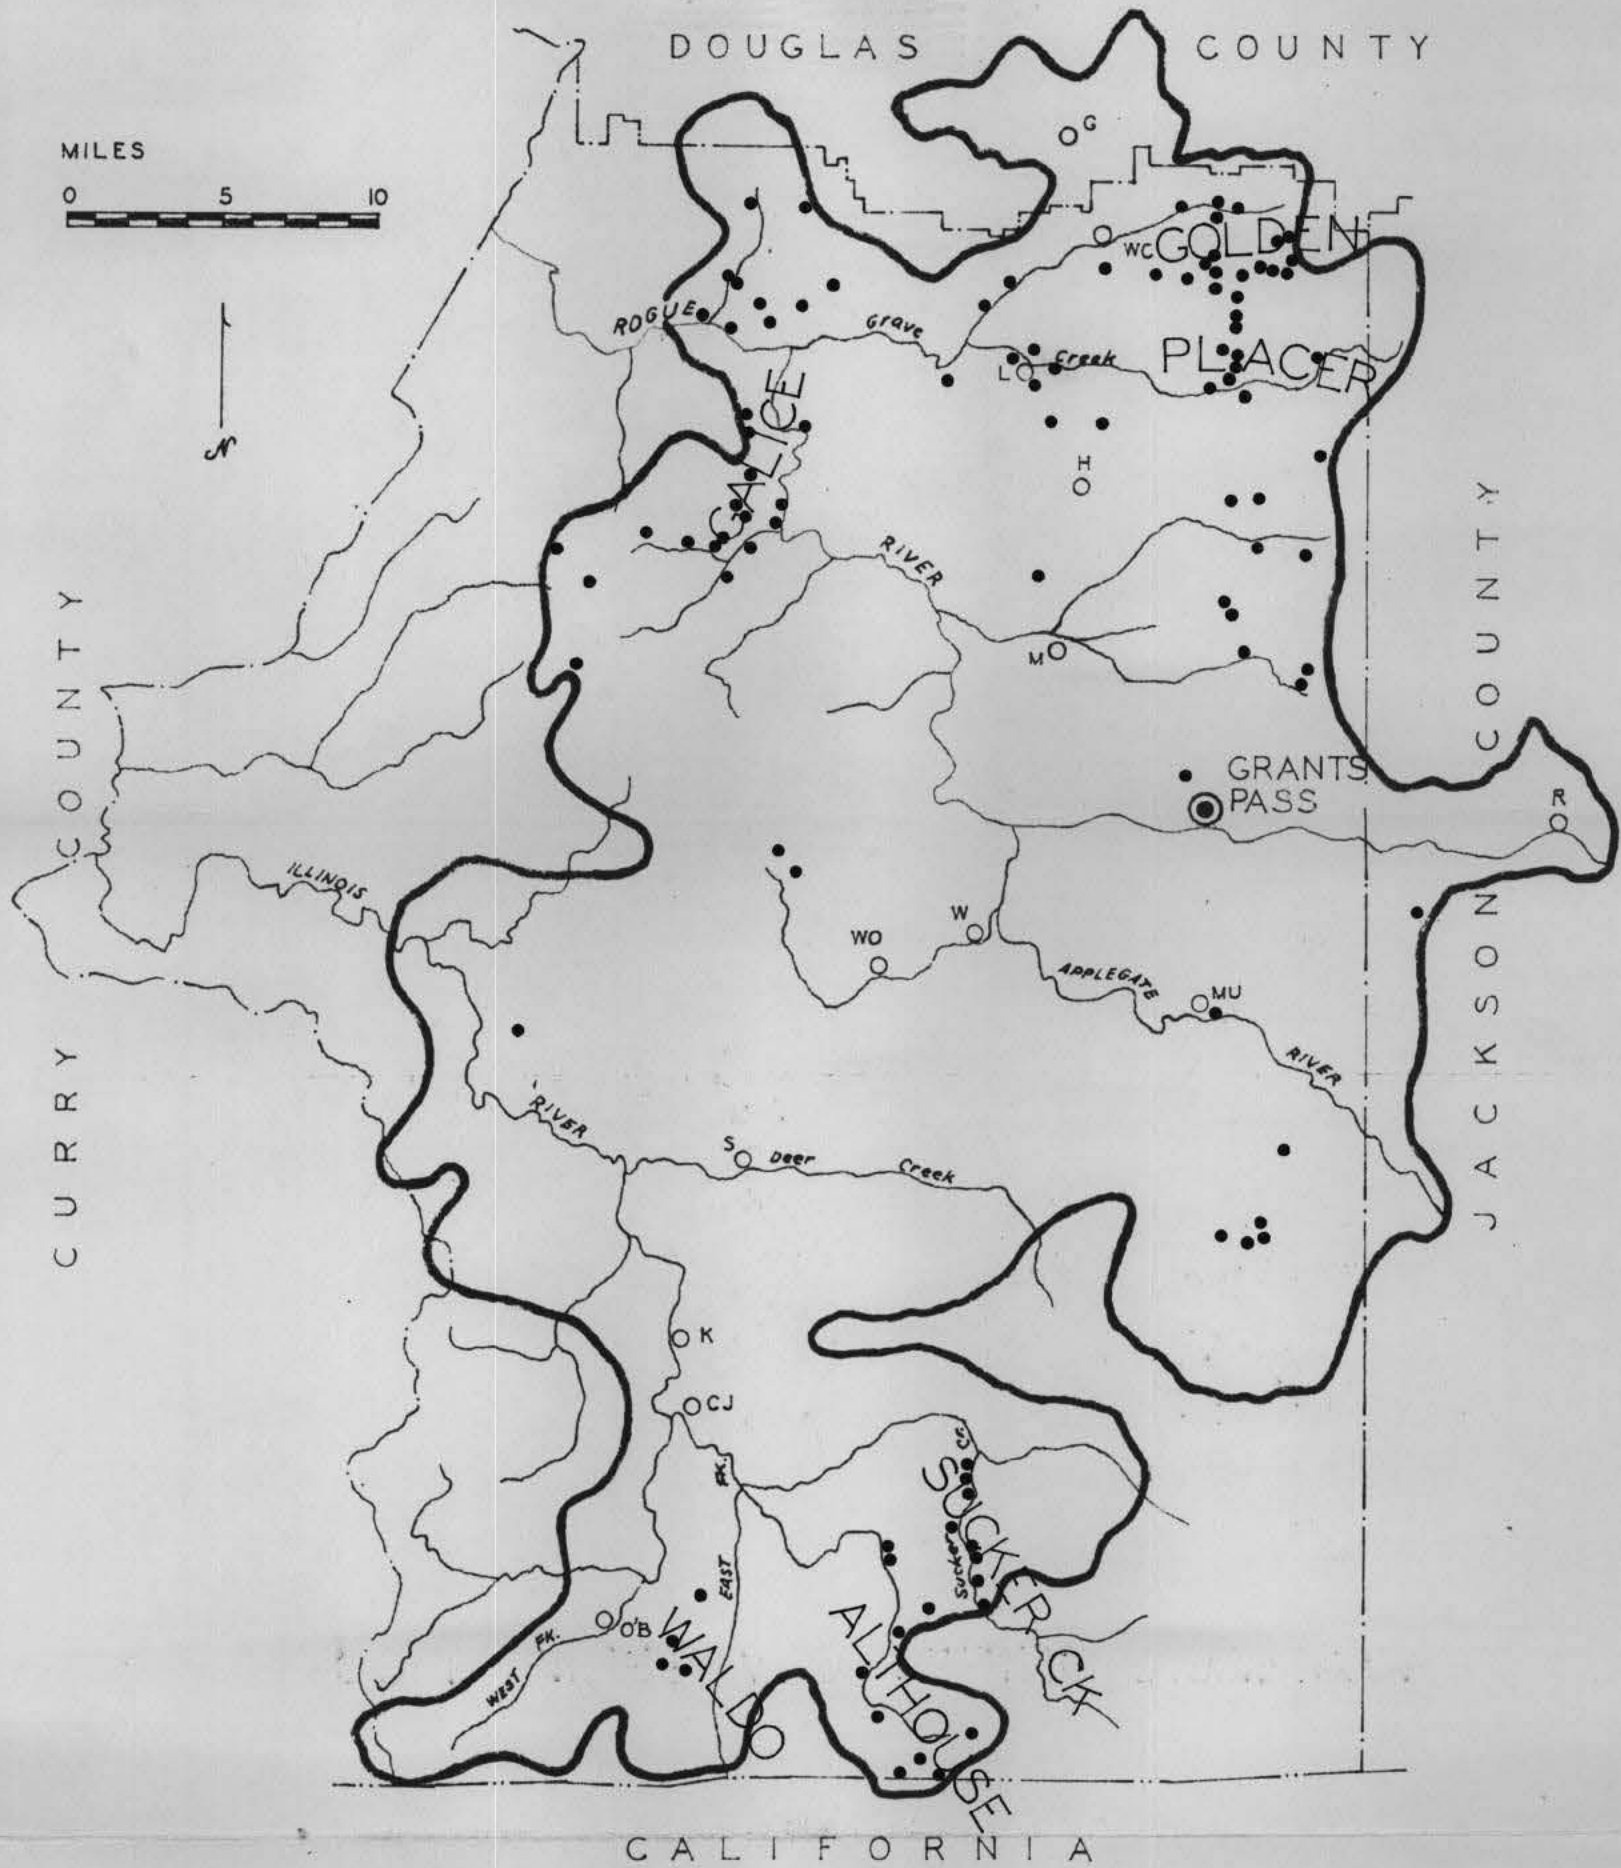 DOUGLAS COUNTY
MILES
0 5 10
G
WC
GOLDEN
ROGUE
Grave
Creek
PLACER
L
GALICE
H
N
RIVER
M
COUNTY
COUNTY
GRANTS
PASS
R
ILLINOIS
W
WO
APPLEGATE
MU
RIVER
JACKSON
CURRY
RIVER
S
Deer Creek
K
CJ
Cr.
FK.
SUCKER CK
Sucker
EAST
O'B
WALDO
ALTHOUSE
FK.
WEST
CALIFORNIA